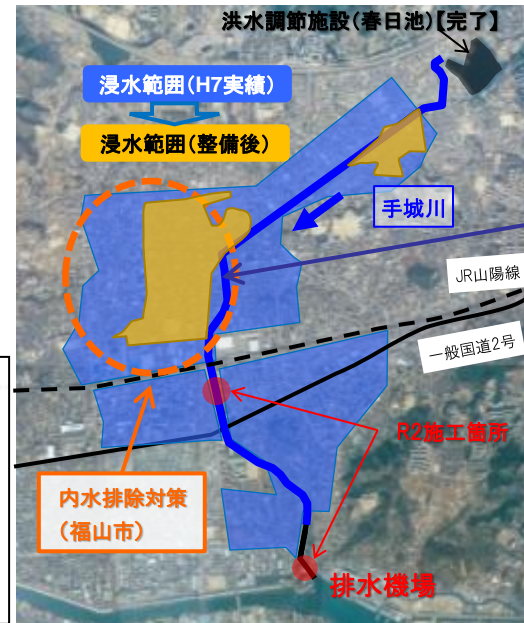 洪水調節施設(春日池)【完了】
浸水範囲(H7実績)
浸水範囲(整備後)
手城川
JR山陽線
一般国道2号
R2施工箇所
内水排除対策
(福山市)
排水機場